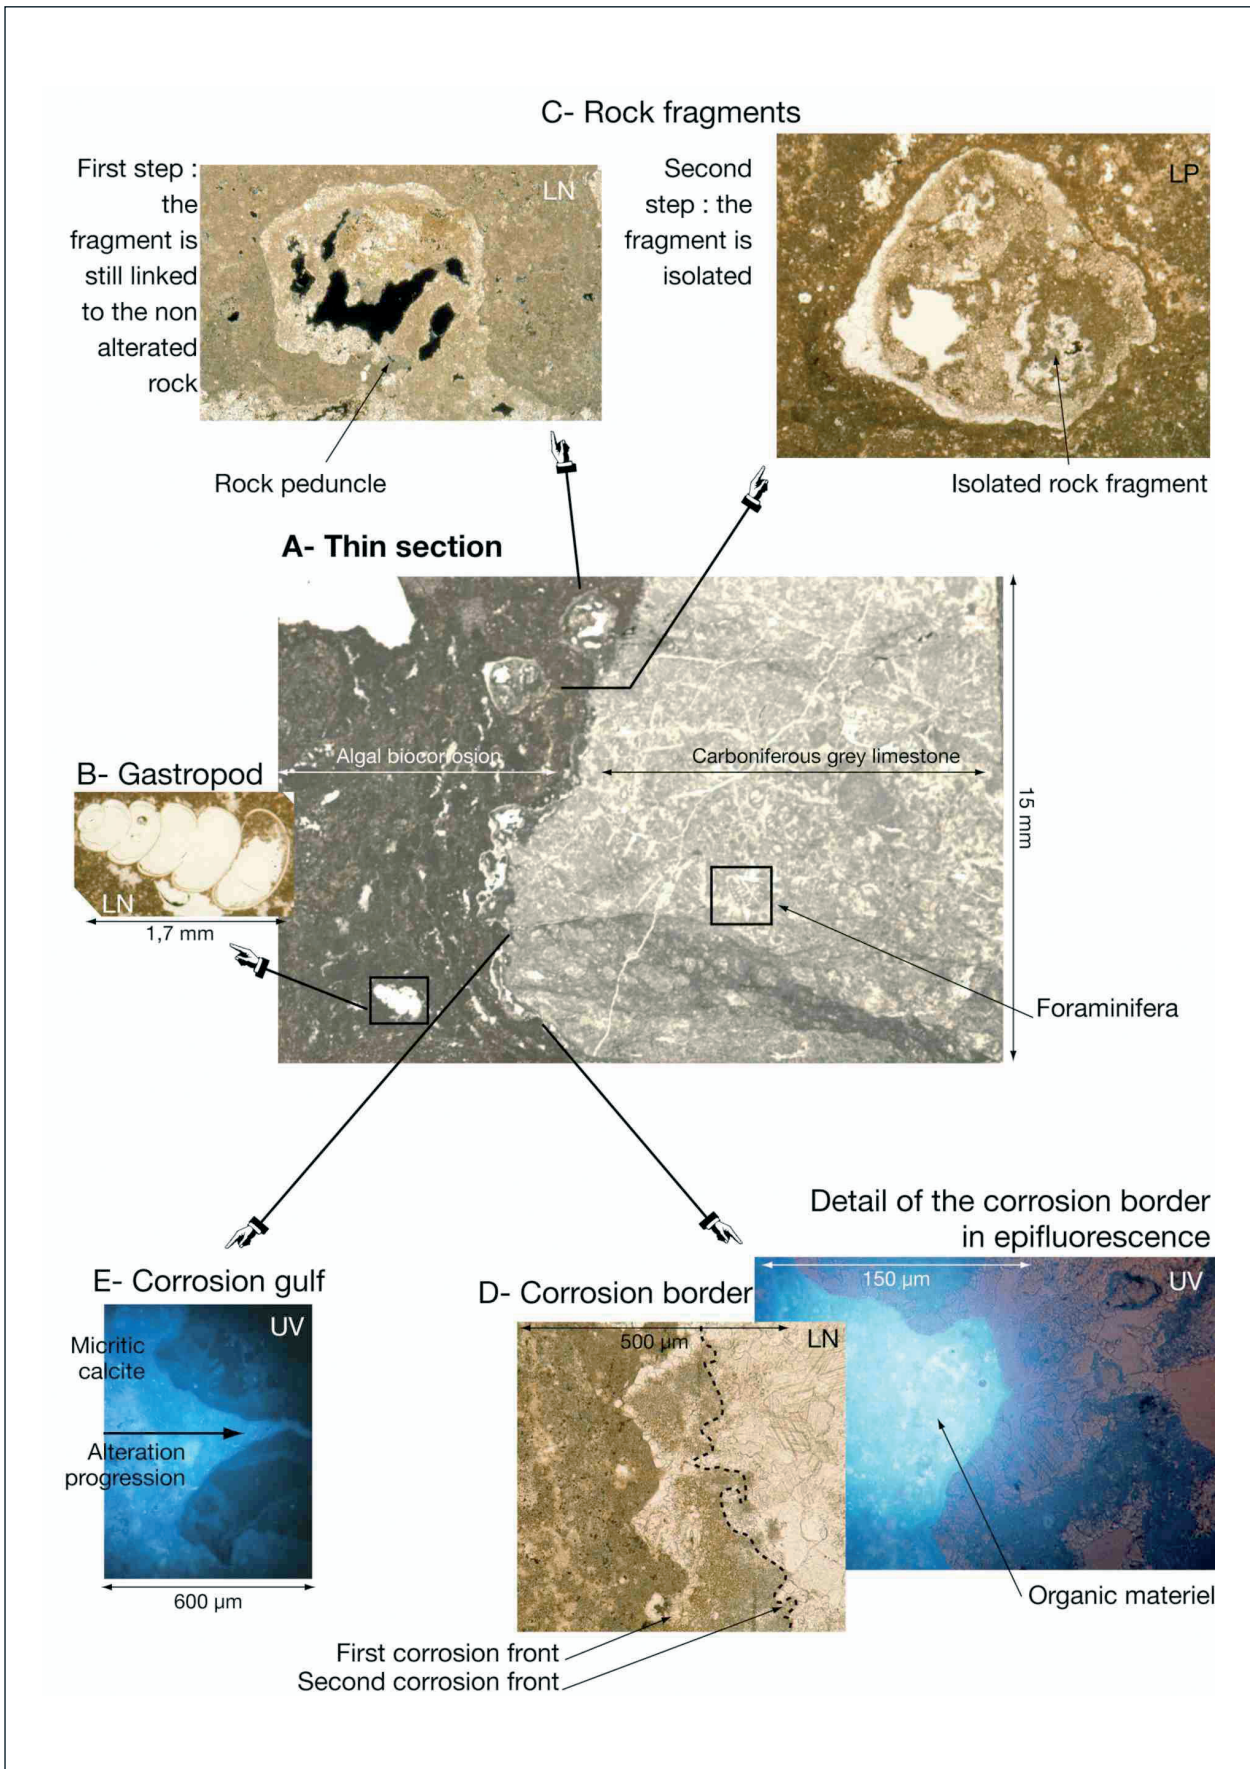 C- Rock fragments
First step :
the
fragment is
still linked
to the non
alterated
rock
LN
Second
step : the
fragment is
isolated
LP
Rock peduncle
Isolated rock fragment
A- Thin section
Algal biocorrosion
Carboniferous grey limestone
15 mm
B- Gastropod
LN
1,7 mm
Foraminifera
Detail of the corrosion border
in epifluorescence
150 µm
UV
E- Corrosion gulf
UV
Micritic
calcite
Alteration
progression
600 µm
D- Corrosion border
500 µm
LN
Organic materiel
First corrosion front
Second corrosion front